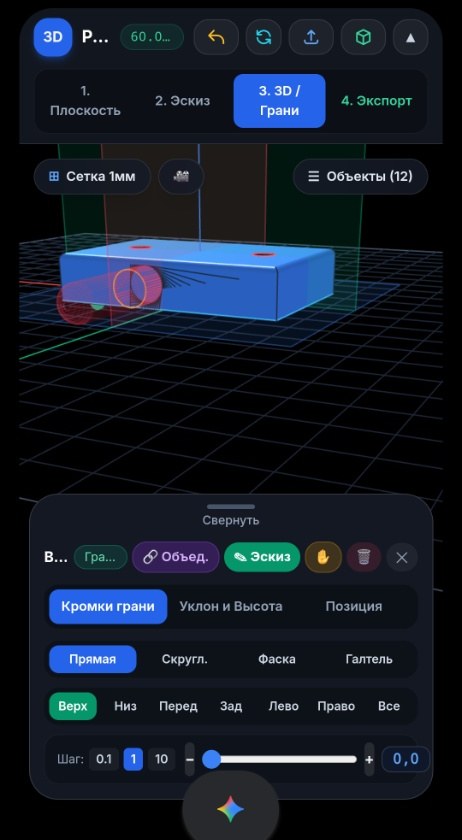 3D Р... 60.0...
1. Плоскость
2. Эскиз
3. 3D / Грани
4. Экспорт
Сетка 1мм
Объекты (12)
Свернуть
В... Гра... Объед. Эскиз
Кромки грани Уклон и Высота Позиция
Прямая Скругл. Фаска Галтель
Верх Низ Перед Зад Лево Право Все
Шаг: 0.1 1 10 − + 0,0